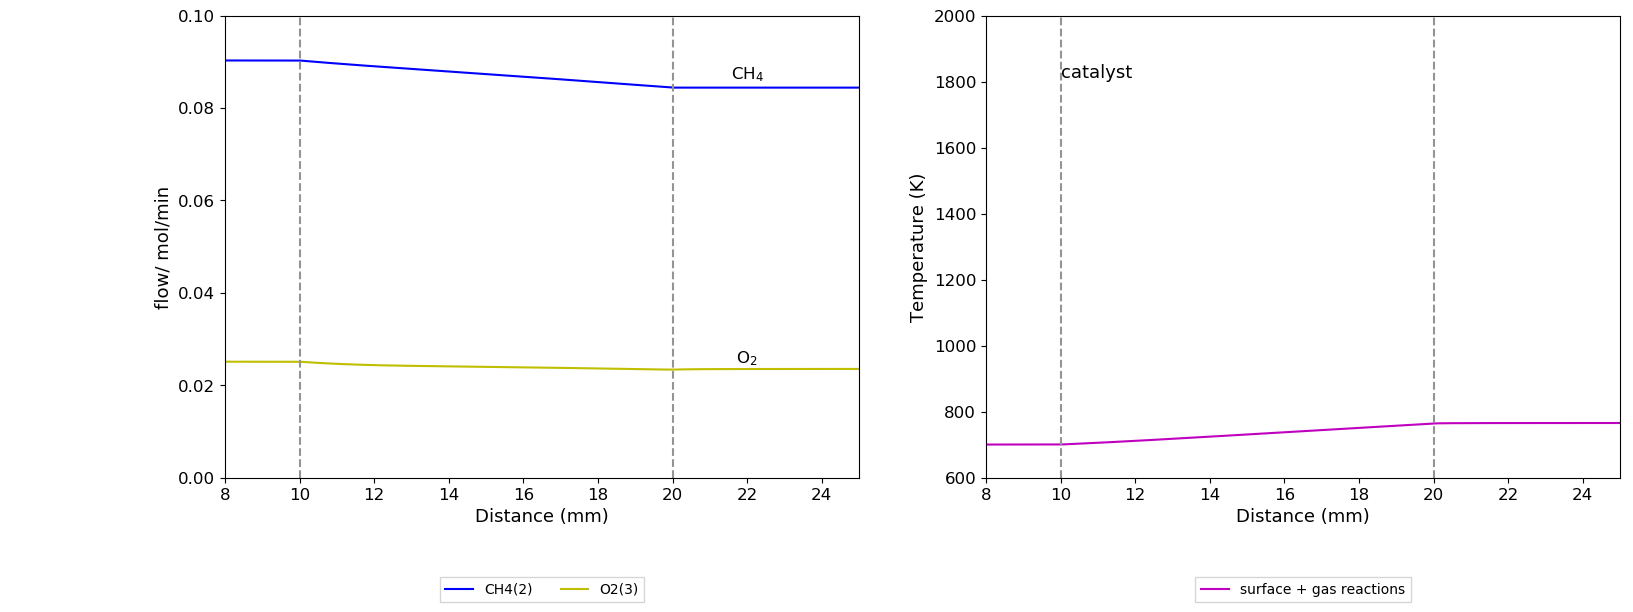 0.10
0.08
0.06
0.04
0.02
0.00
flow/ mol/min
CH₄
O₂
8 10 12 14 16 18 20 22 24
Distance (mm)
CH4(2) O2(3)
2000
1800
1600
1400
1200
1000
800
600
Temperature (K)
catalyst
8 10 12 14 16 18 20 22 24
Distance (mm)
surface + gas reactions